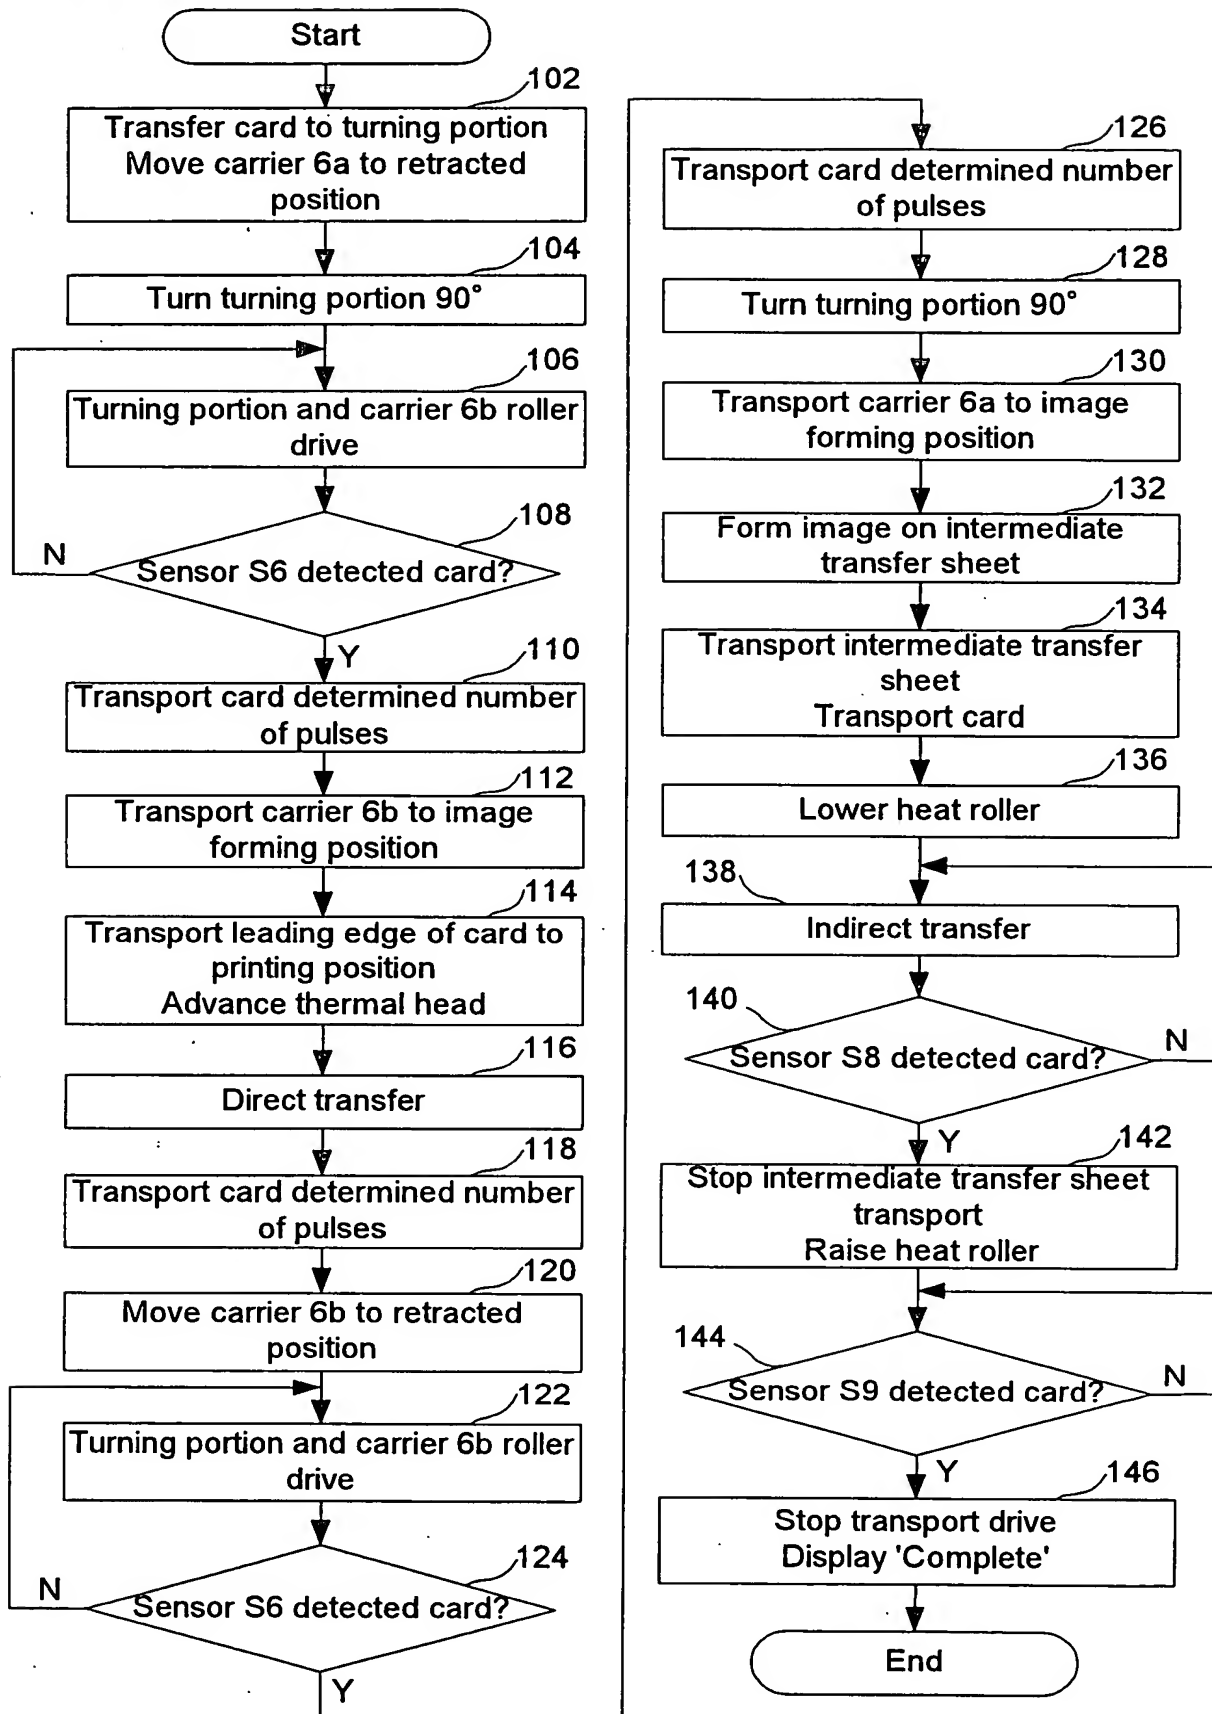 Start
102
Transfer card to turning portion
Move carrier 6a to retracted
position
104
Turn turning portion 90°
106
Turning portion and carrier 6b roller
drive
108
Sensor S6 detected card?
N
Y
110
Transport card determined number
of pulses
112
Transport carrier 6b to image
forming position
114
Transport leading edge of card to
printing position
Advance thermal head
116
Direct transfer
118
Transport card determined number
of pulses
120
Move carrier 6b to retracted
position
122
Turning portion and carrier 6b roller
drive
124
Sensor S6 detected card?
N
Y
126
Transport card determined number
of pulses
128
Turn turning portion 90°
130
Transport carrier 6a to image
forming position
132
Form image on intermediate
transfer sheet
134
Transport intermediate transfer
sheet
Transport card
136
Lower heat roller
138
Indirect transfer
140
Sensor S8 detected card?
N
Y
142
Stop intermediate transfer sheet
transport
Raise heat roller
144
Sensor S9 detected card?
N
Y
146
Stop transport drive
Display 'Complete'
End